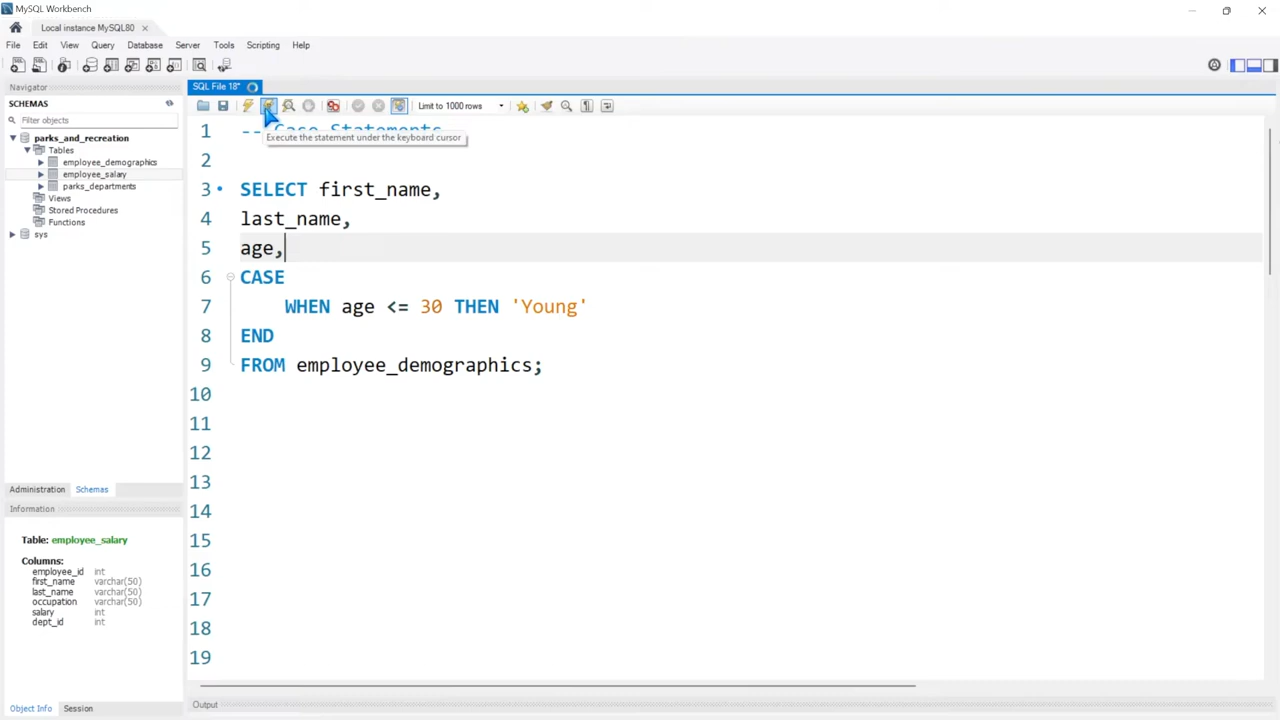 MySQL Workbench
Local instance MySQL80
File Edit View Query Database Server Tools Scripting Help
Navigator
SCHEMAS
Filter objects
parks_and_recreation
Tables
employee_demographics
employee_salary
parks_departments
Views
Stored Procedures
Functions
sys
Administration Schemas
Information
Table: employee_salary
Columns:
employee_id int
first_name varchar(50)
last_name varchar(50)
occupation varchar(50)
salary int
dept_id int
Object Info Session
SQL File 18*
Limit to 1000 rows
Execute the statement under the keyboard cursor
1 -- Case Statements
2
3 SELECT first_name,
4 last_name,
5 age,
6 CASE
7 WHEN age <= 30 THEN 'Young'
8 END
9 FROM employee_demographics;
10
11
12
13
14
15
16
17
18
19
Output